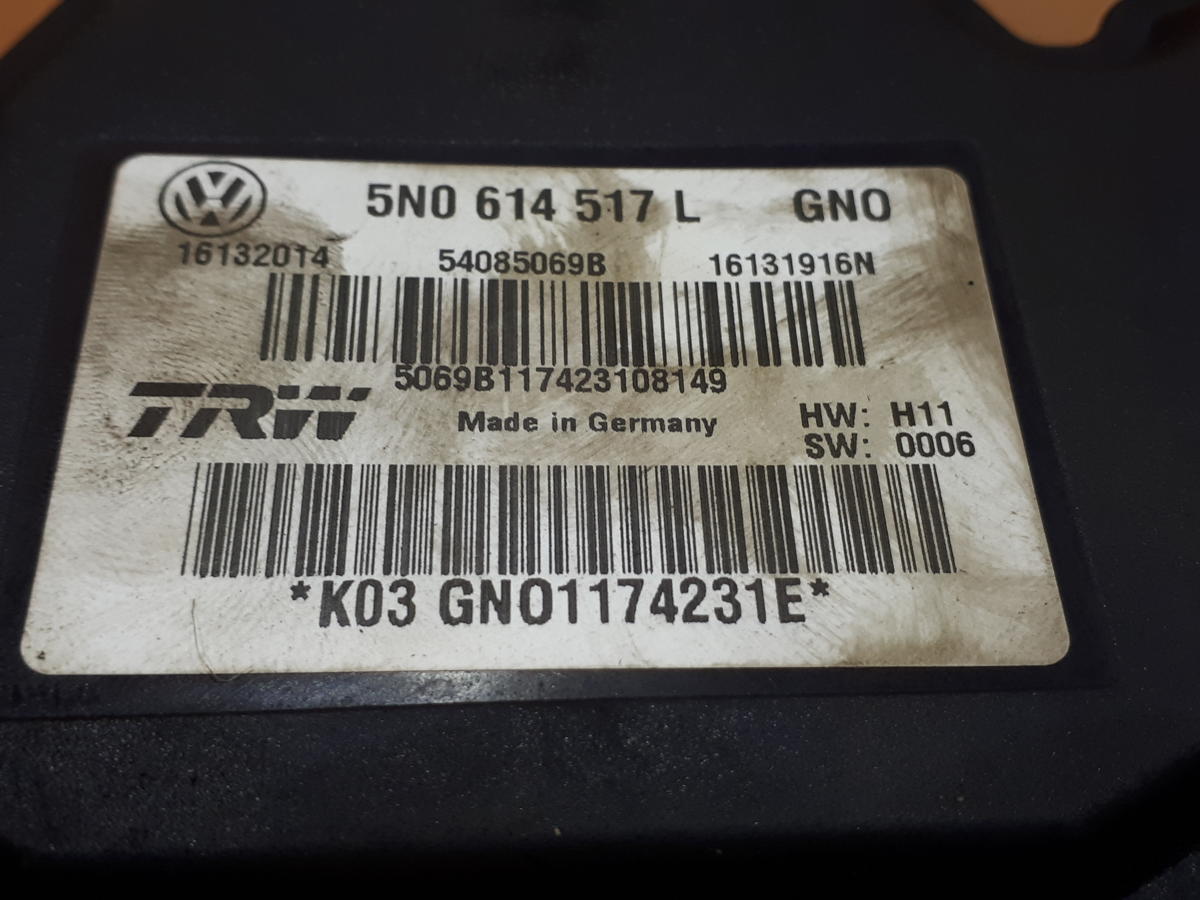 5N0 614 517 L GNO
16132014 54085069B 16131916N
5069B117423108149
TRW
Made in Germany
HW: H11
SW: 0006
*K03 GNO1174231E*